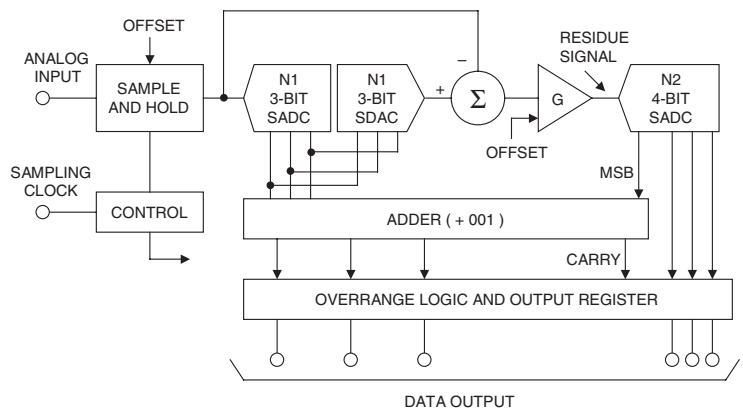 OFFSET
ANALOG
INPUT
SAMPLE
AND HOLD
N1
3-BIT
SADC
N1
3-BIT
SDAC
–
+
Σ
G
OFFSET
RESIDUE
SIGNAL
N2
4-BIT
SADC
SAMPLING
CLOCK
CONTROL
MSB
ADDER ( + 001 )
CARRY
OVERRANGE LOGIC AND OUTPUT REGISTER
DATA OUTPUT